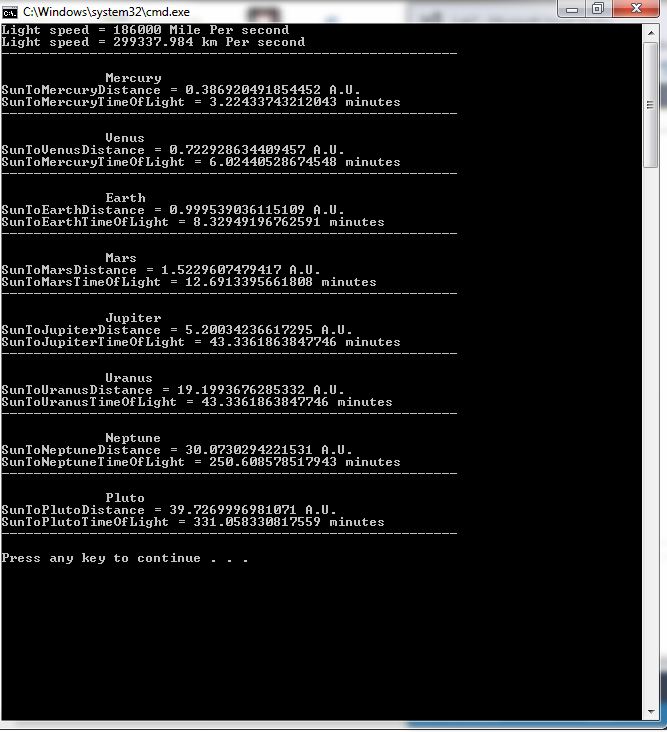 C:\Windows\system32\cmd.exe
Light speed = 186000 Mile Per second
Light speed = 299337.984 km Per second
---------------------------------------------------------
Mercury
SunToMercuryDistance = 0.386920491854452 A.U.
SunToMercuryTimeOfLight = 3.22433743212043 minutes
---------------------------------------------------------
Venus
SunToVenusDistance = 0.722928634409457 A.U.
SunToMercuryTimeOfLight = 6.02440528674548 minutes
---------------------------------------------------------
Earth
SunToEarthDistance = 0.999539036115109 A.U.
SunToEarthTimeOfLight = 8.32949196762591 minutes
---------------------------------------------------------
Mars
SunToMarsDistance = 1.5229607479417 A.U.
SunToMarsTimeOfLight = 12.6913395661808 minutes
---------------------------------------------------------
Jupiter
SunToJupiterDistance = 5.20034236617295 A.U.
SunToJupiterTimeOfLight = 43.3361863847746 minutes
---------------------------------------------------------
Uranus
SunToUranusDistance = 19.1993676285332 A.U.
SunToUranusTimeOfLight = 43.3361863847746 minutes
---------------------------------------------------------
Neptune
SunToNeptuneDistance = 30.0730294221531 A.U.
SunToNeptuneTimeOfLight = 250.608578517943 minutes
---------------------------------------------------------
Pluto
SunToPlutoDistance = 39.7269996981071 A.U.
SunToPlutoTimeOfLight = 331.058330817559 minutes
---------------------------------------------------------
Press any key to continue . . .